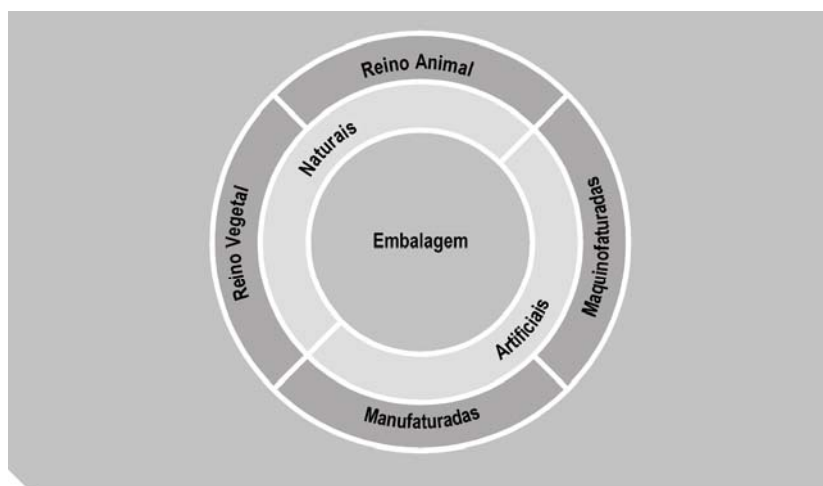 Reino Animal
Naturais
Reino Vegetal
Embalagem
Maquinofaturadas
Artificiais
Manufaturadas